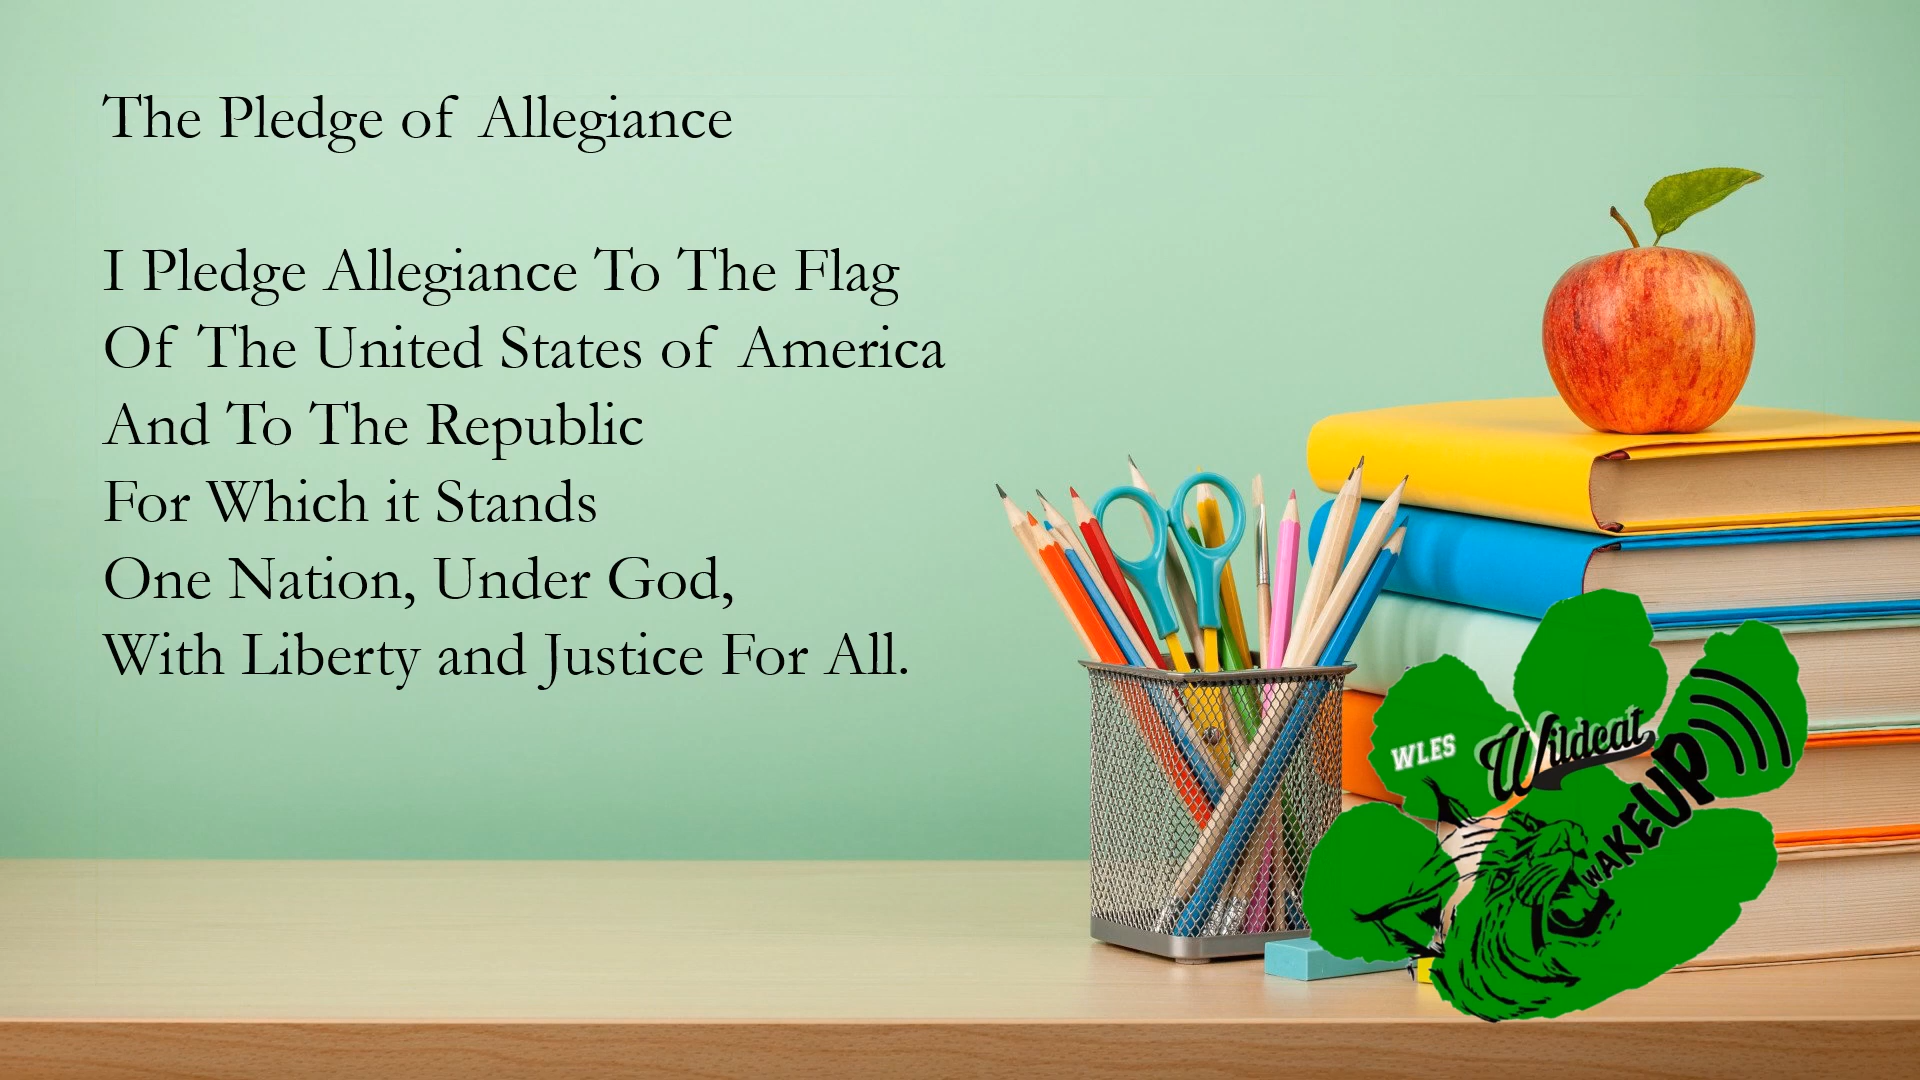 The Pledge of Allegiance
I Pledge Allegiance To The Flag
Of The United States of America
And To The Republic
For Which it Stands
One Nation, Under God,
With Liberty and Justice For All.
WLES
Wildcat
WAKEUP